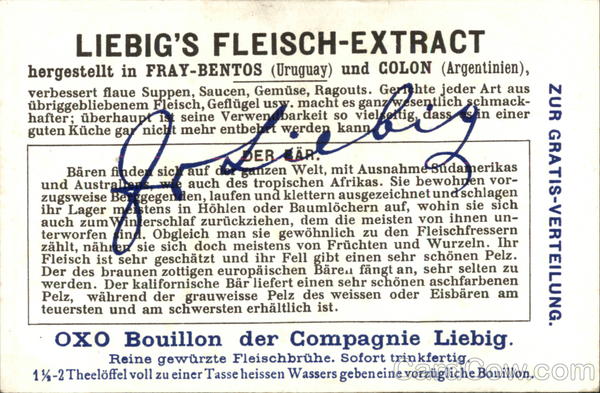 LIEBIG'S FLEISCH-EXTRACT
hergestellt in FRAY-BENTOS (Uruguay) und COLON (Argentinien),
verbessert flaue Suppen, Saucen, Gemüse, Ragouts. Gerichte jeder Art aus
übriggebliebenem Fleisch, Geflügel usw. macht es ganz wesentlich schmack-
hafter; überhaupt ist seine Verwendbarkeit so vielseitig, dass es in einer
guten Küche gar nicht mehr entbehrt werden kann.
J v Liebig
DER BÄR.
Bären finden sich auf der ganzen Welt, mit Ausnahme Südamerikas
und Australiens, wie auch des tropischen Afrikas. Sie bewohnen vor-
zugsweise Berggegenden, laufen und klettern ausgezeichnet und schlagen
ihr Lager meistens in Höhlen oder Baumlöchern auf, wohin sie sich
auch zum Winterschlaf zurückziehen, dem die meisten von ihnen un-
terworfen sind. Obgleich man sie gewöhnlich zu den Fleischfressern
zählt, nähren sie sich doch meistens von Früchten und Wurzeln. Ihr
Fleisch ist sehr geschätzt und ihr Fell gibt einen sehr schönen Pelz.
Der des braunen zottigen europäischen Bären fängt an, sehr selten zu
werden. Der kalifornische Bär liefert einen sehr schönen aschfarbenen
Pelz, während der grauweisse Pelz des weissen oder Eisbären am
teuersten und am schwersten erhältlich ist.
ZUR GRATIS-VERTEILUNG.
OXO Bouillon der Compagnie Liebig.
Reine gewürzte Fleischbrühe. Sofort trinkfertig.
1½-2 Theelöffel voll zu einer Tasse heissen Wassers geben eine vorzügliche Bouillon.
CardCow.com